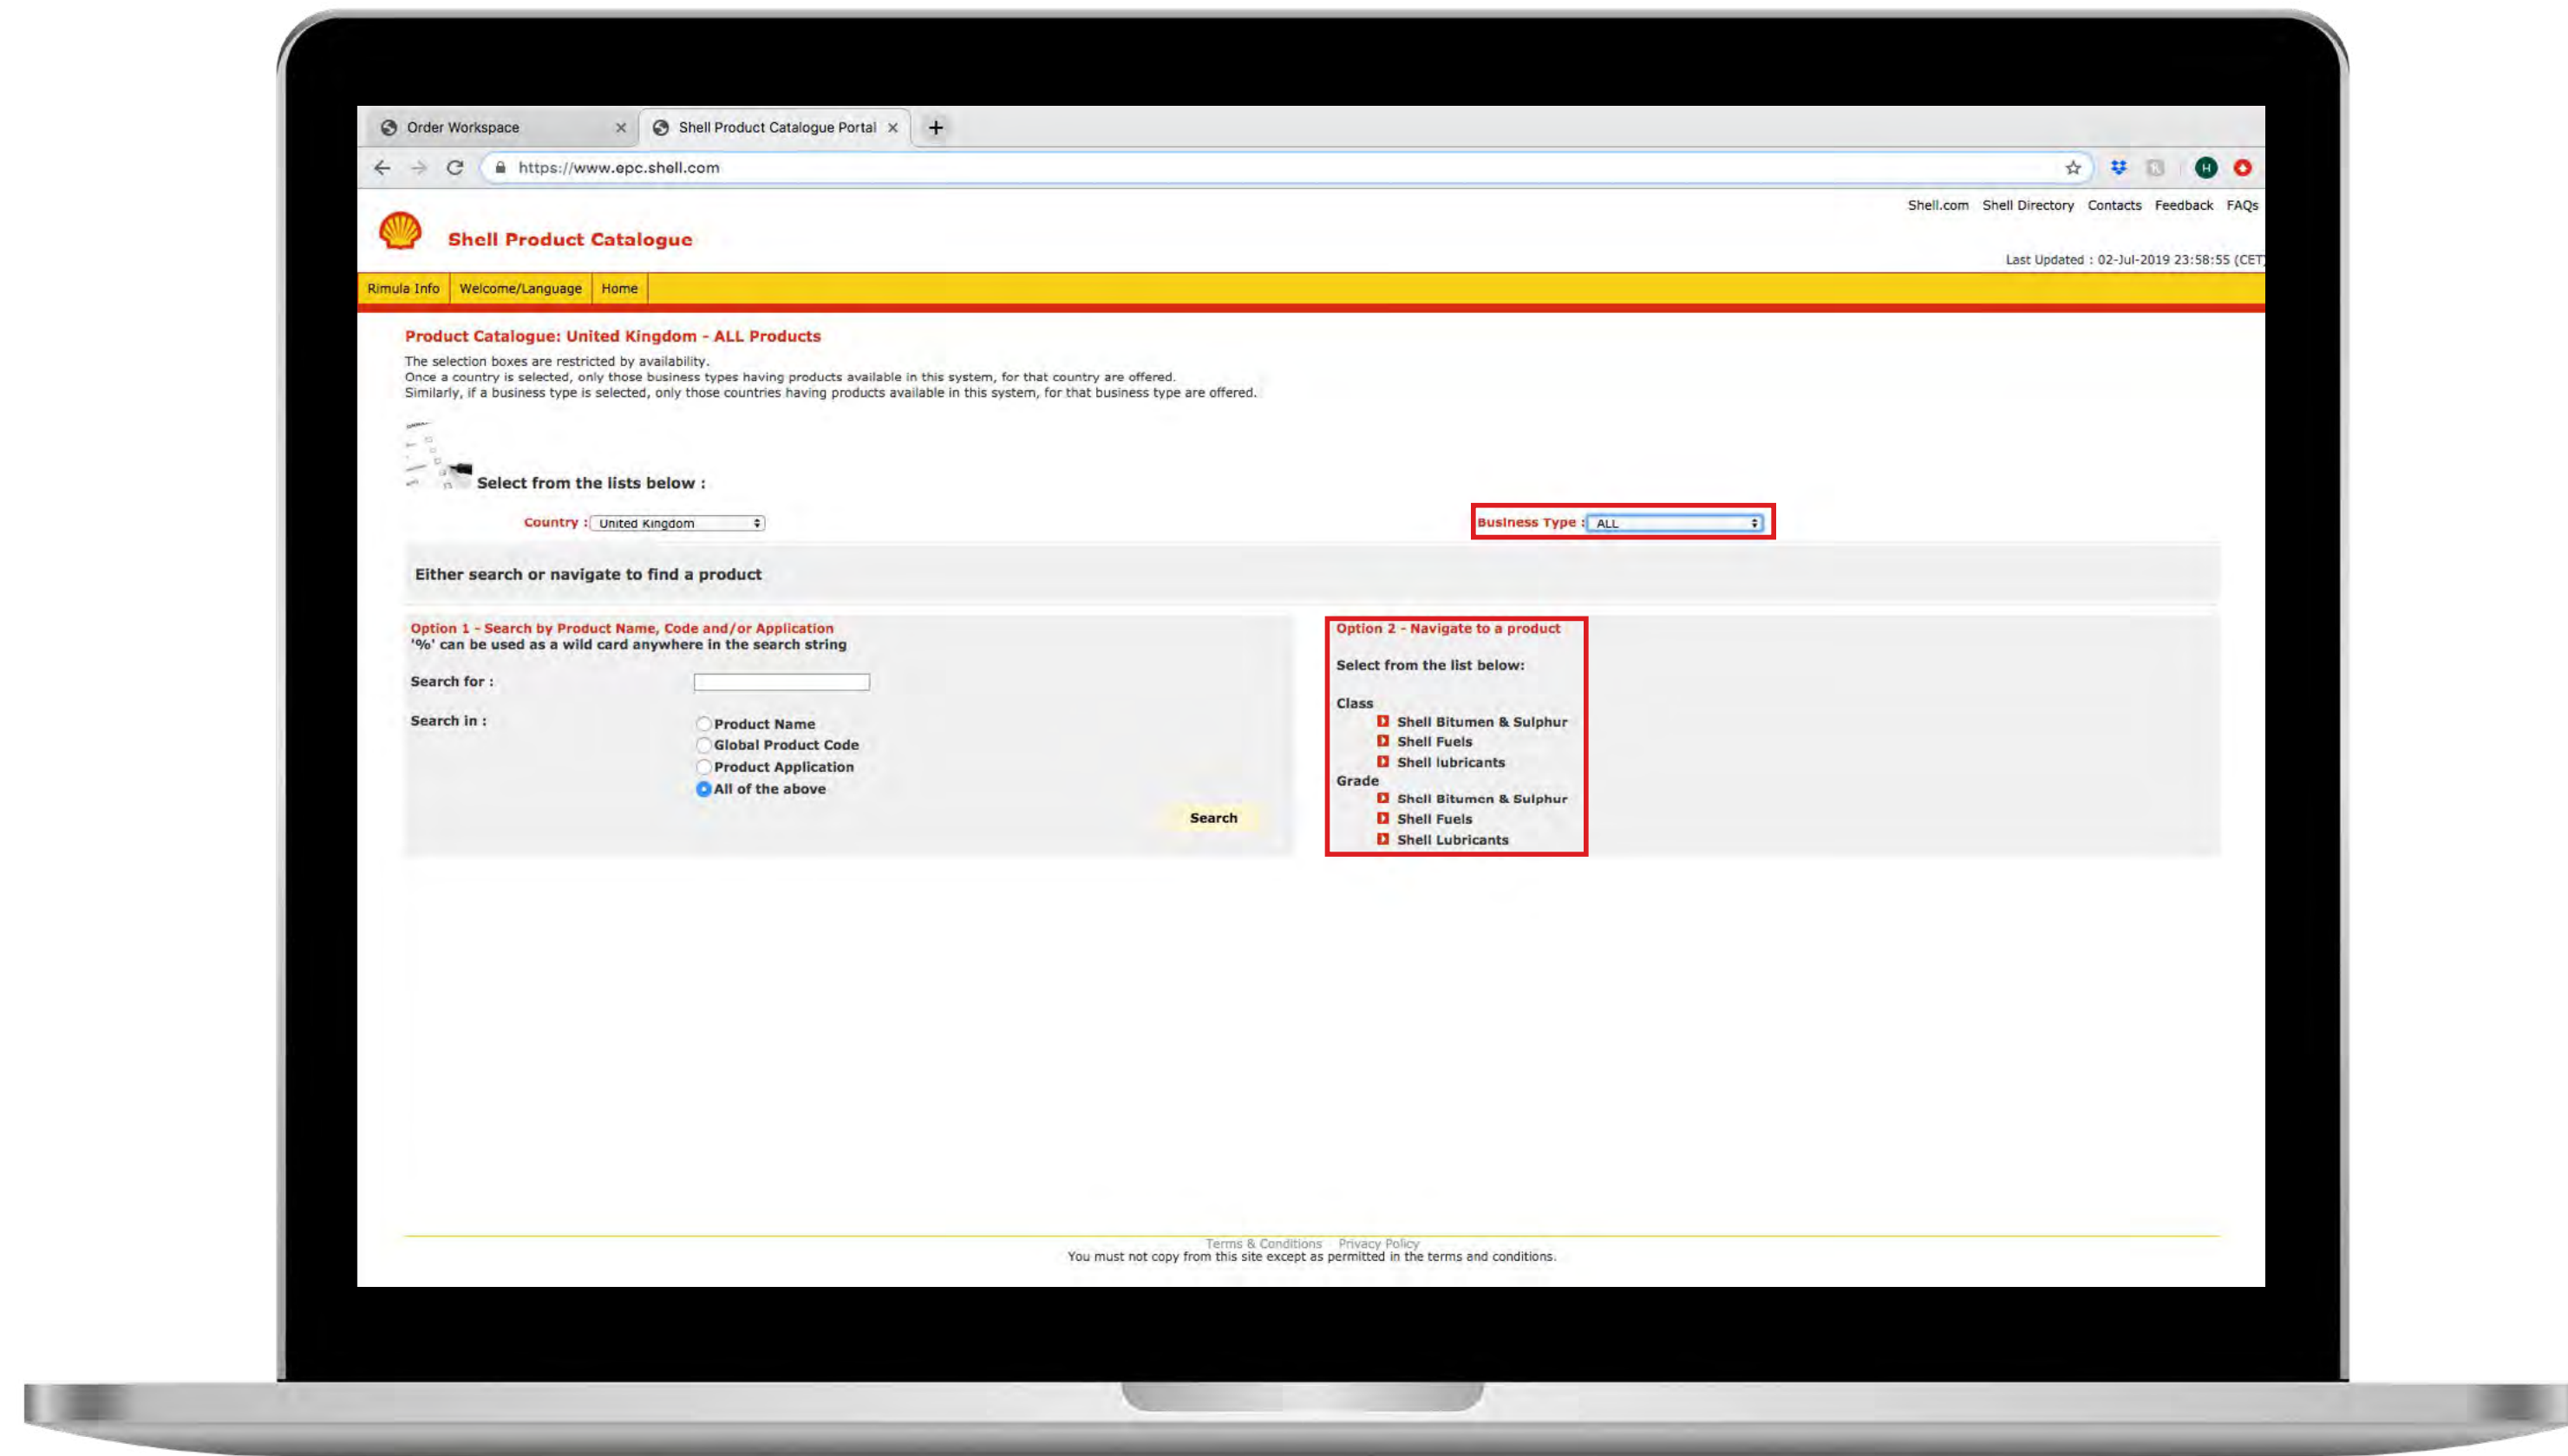 Order Workspace
Shell Product Catalogue Portal
https://www.epc.shell.com
H
Shell.com Shell Directory Contacts Feedback FAQs
Shell Product Catalogue
Last Updated : 02-Jul-2019 23:58:55 (CET)
Rimula Info Welcome/Language Home
Product Catalogue: United Kingdom - ALL Products
The selection boxes are restricted by availability.
Once a country is selected, only those business types having products available in this system, for that country are offered.
Similarly, if a business type is selected, only those countries having products available in this system, for that business type are offered.
Select from the lists below :
Country : United Kingdom
Business Type : ALL
Either search or navigate to find a product
Option 1 - Search by Product Name, Code and/or Application
'%' can be used as a wild card anywhere in the search string
Search for :
Search in :
Product Name
Global Product Code
Product Application
All of the above
Search
Option 2 - Navigate to a product
Select from the list below:
Class
Shell Bitumen & Sulphur
Shell Fuels
Shell lubricants
Grade
Shell Bitumen & Sulphur
Shell Fuels
Shell Lubricants
Terms & Conditions Privacy Policy
You must not copy from this site except as permitted in the terms and conditions.